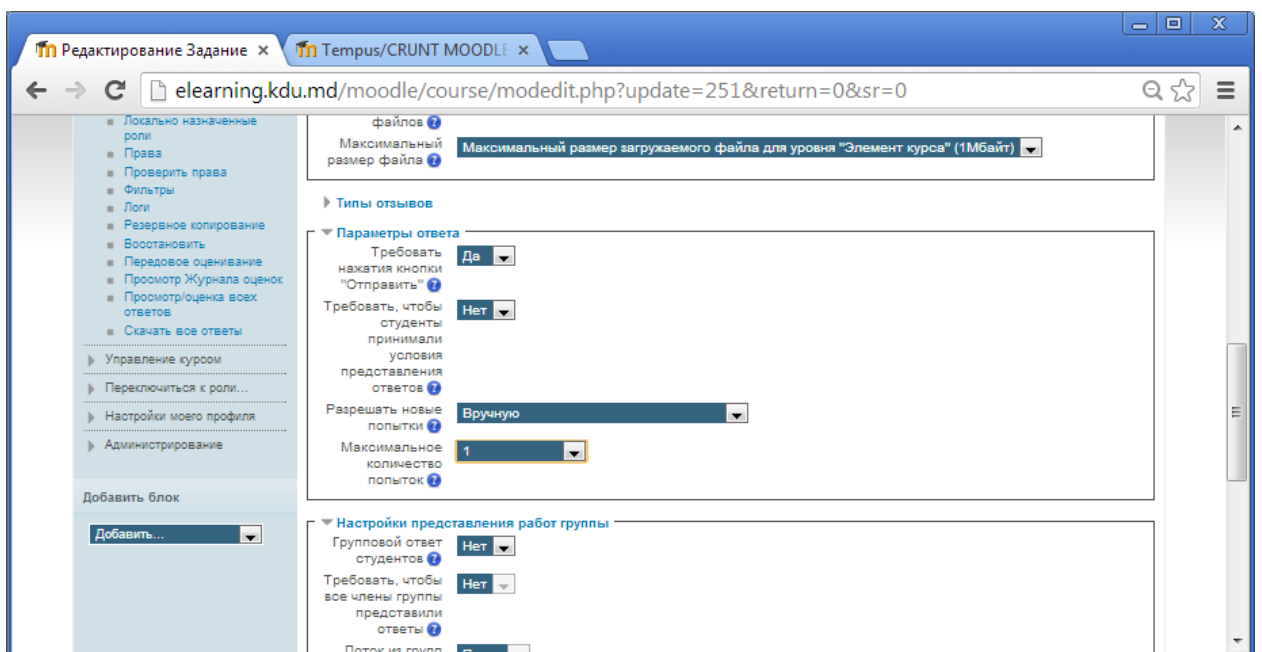 Редактирование Задание ×
Tempus/CRUNT MOODLE ×
elearning.kdu.md/moodle/course/modedit.php?update=251&return=0&sr=0
Локально назначенные
роли
Права
Проверить права
Фильтры
Логи
Резервное копирование
Восстановить
Передовое оценивание
Просмотр Журнала оценок
Просмотр/оценка всех
ответов
Скачать все ответы
Управление курсом
Переключиться к роли...
Настройки моего профиля
Администрирование
Добавить блок
Добавить...
файлов
Максимальный
размер файла
Максимальный размер загружаемого файла для уровня "Элемент курса" (1Мбайт)
Типы отзывов
Параметры ответа
Требовать
нажатия кнопки
"Отправить"
Да
Требовать, чтобы
студенты
принимали
условия
представления
ответов
Нет
Разрешать новые
попытки
Вручную
Максимальное
количество
попыток
1
Настройки представления работ группы
Групповой ответ
студентов
Нет
Требовать, чтобы
все члены группы
представили
ответы
Нет
Поток из групп